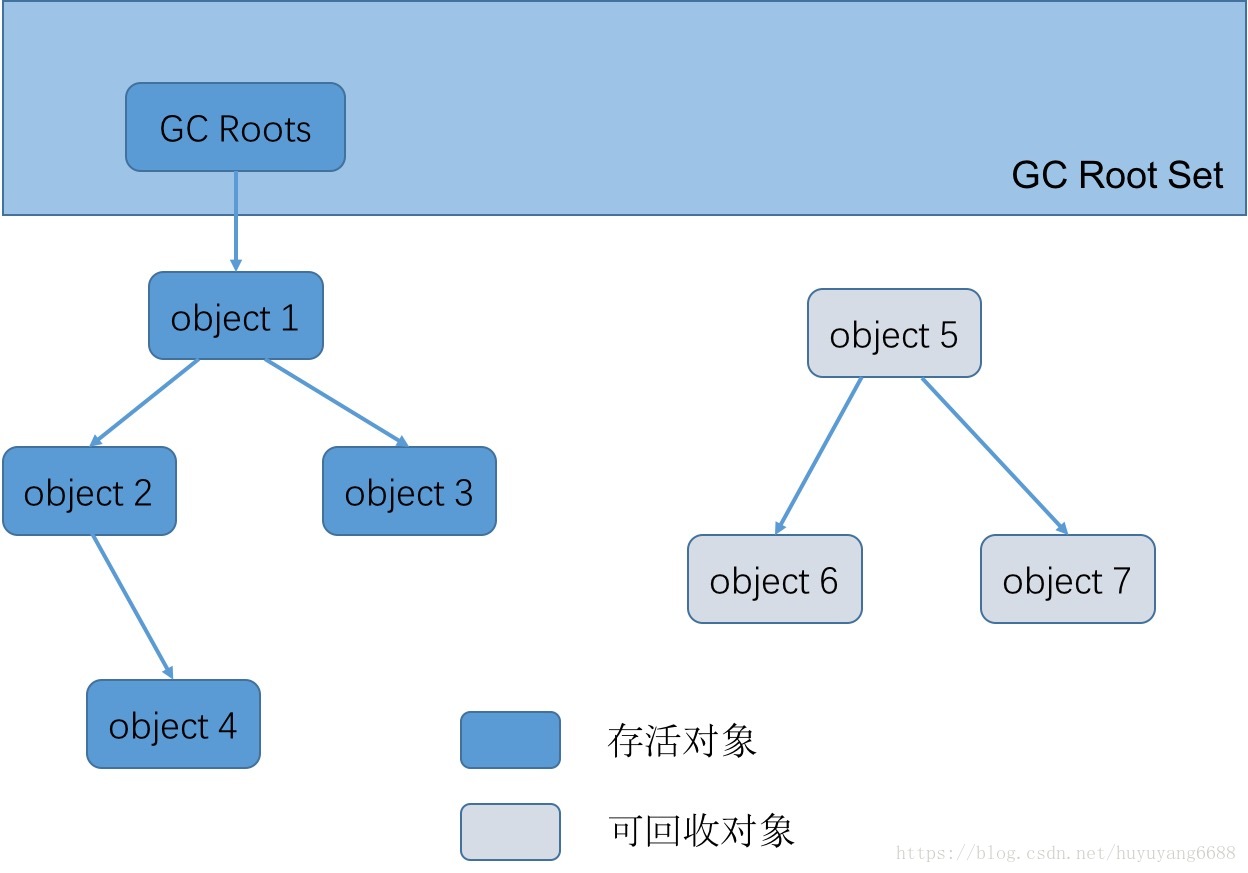 GC Roots
GC Root Set
object 1
object 5
object 2
object 3
object 6
object 7
object 4
存活对象
可回收对象
https://blog.csdn.net/huyuyang6688